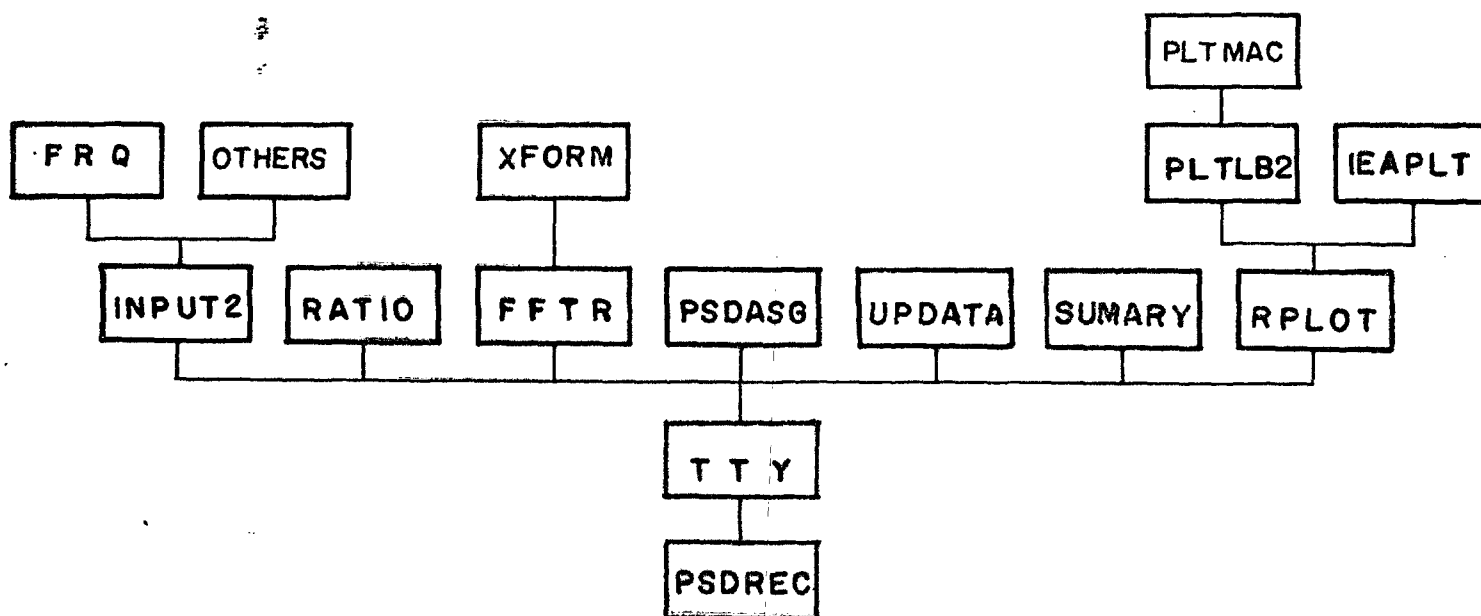 PLTMAC
FRQ
OTHERS
XFORM
PLTLB2
IEAPLT
INPUT2
RATIO
FFTR
PSDASG
UPDATA
SUMARY
RPLOT
TTY
PSDREC